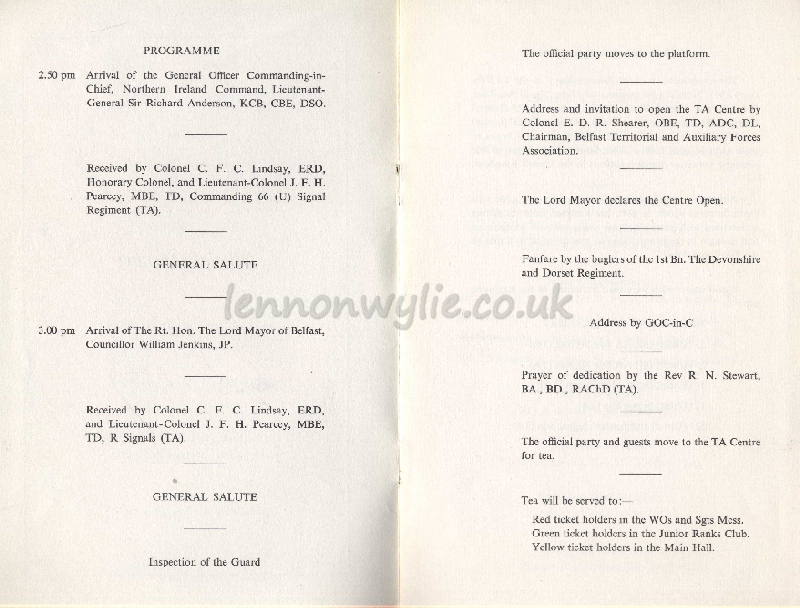 PROGRAMME
2.50 pm Arrival of the General Officer Commanding-in-
Chief, Northern Ireland Command, Lieutenant-
General Sir Richard Anderson, KCB, CBE, DSO.
Received by Colonel C. F. C. Lindsay, ERD,
Honorary Colonel, and Lieutenant-Colonel J. F. H.
Pearcey, MBE, TD, Commanding 66 (U) Signal
Regiment (TA).
GENERAL SALUTE
3.00 pm Arrival of The Rt. Hon. The Lord Mayor of Belfast,
Councillor William Jenkins, JP.
Received by Colonel C. F. C. Lindsay, ERD,
and Lieutenant-Colonel J. F. H. Pearcey, MBE,
TD, R Signals (TA)
GENERAL SALUTE
Inspection of the Guard
The official party moves to the platform.
Address and invitation to open the TA Centre by
Colonel E. D. R. Shearer, OBE, TD, ADC, DL,
Chairman, Belfast Territorial and Auxiliary Forces
Association.
The Lord Mayor declares the Centre Open.
Fanfare by the buglers of the 1st Bn. The Devonshire
and Dorset Regiment.
Address by GOC-in-C
Prayer of dedication by the Rev R. N. Stewart,
BA., BD., RAChD (TA).
The official party and guests move to the TA Centre
for tea.
Tea will be served to:—
Red ticket holders in the WOs and Sgts Mess.
Green ticket holders in the Junior Ranks Club.
Yellow ticket holders in the Main Hall.
lennonwylie.co.uk